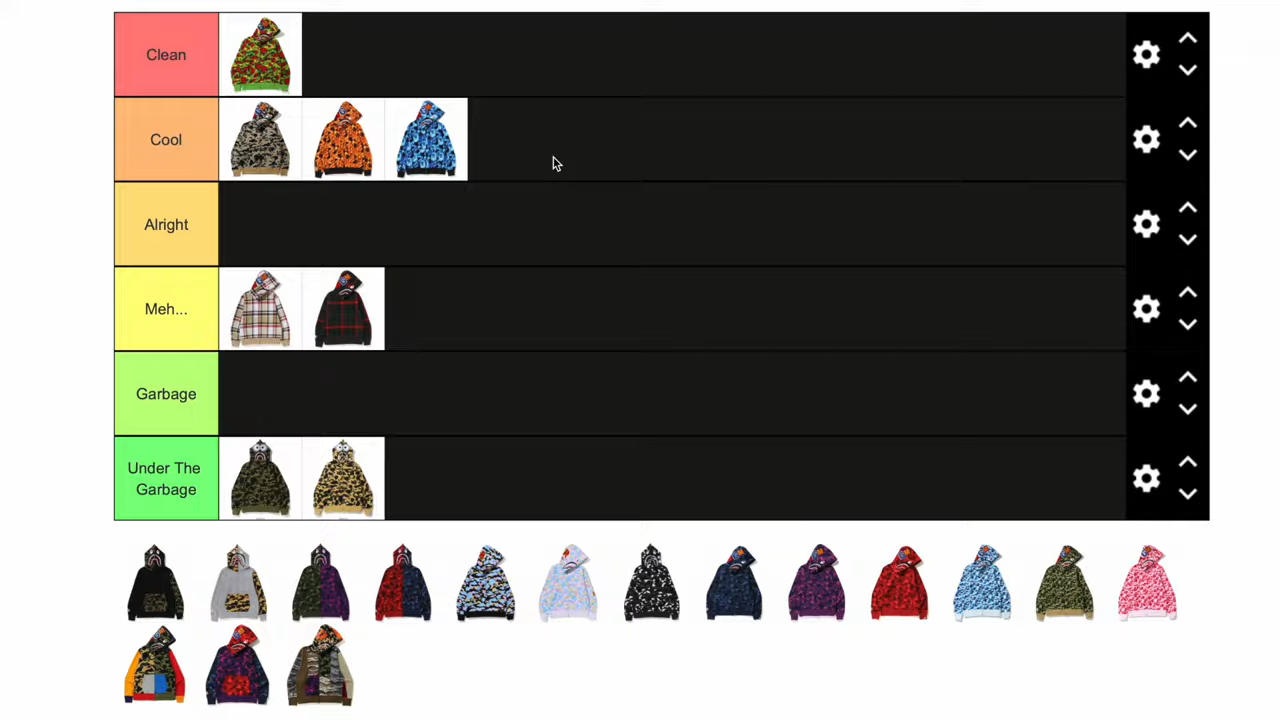 Clean
Cool
Alright
Meh...
Garbage
Under The
Garbage